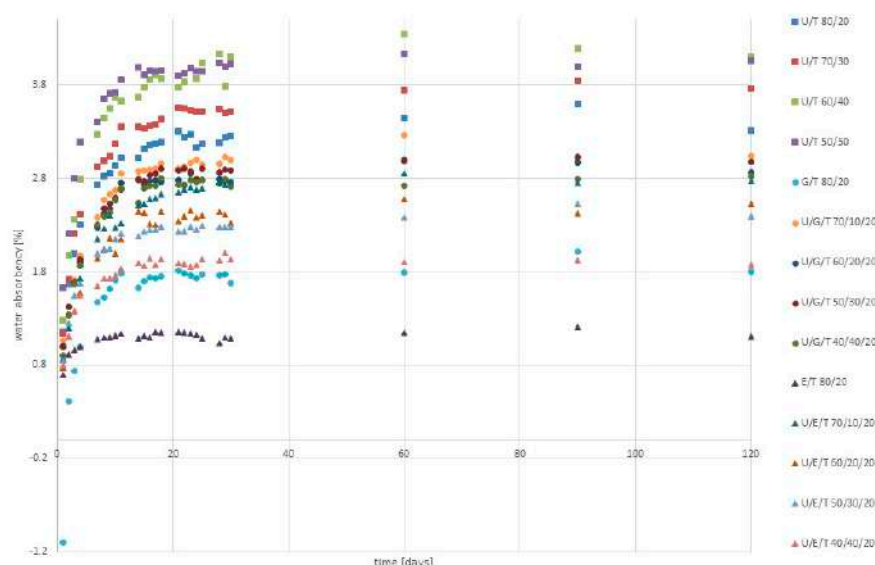 water absorbency [%]
3.8
2.8
1.8
0.8
-0.2
-1.2
0
20
40
60
80
100
120
time [days]
U/T 80/20
U/T 70/30
U/T 60/40
U/T 50/50
G/T 80/20
U/G/T 70/10/20
U/G/T 60/20/20
U/G/T 50/30/20
U/G/T 40/40/20
E/T 80/20
U/E/T 70/10/20
U/E/T 60/20/20
U/E/T 50/30/20
U/E/T 40/40/20